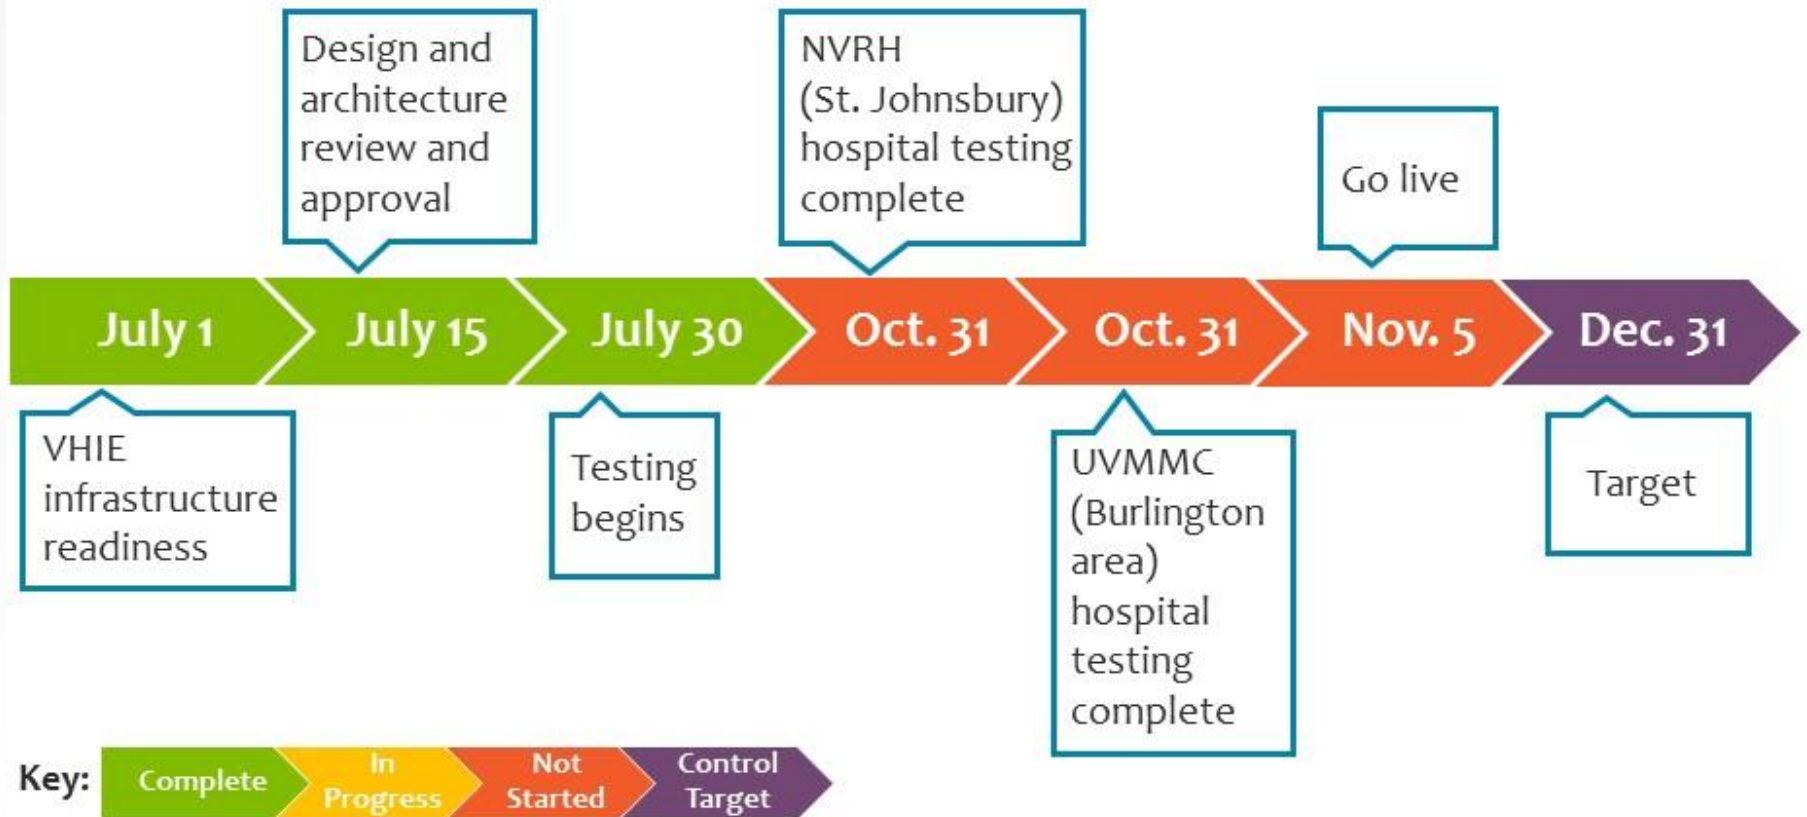 Design and
architecture
review and
approval
NVRH
(St. Johnsbury)
hospital testing
complete
Go live
July 1
July 15
July 30
Oct. 31
Oct. 31
Nov. 5
Dec. 31
VHIE
infrastructure
readiness
Testing
begins
UVMMC
(Burlington
area)
hospital
testing
complete
Target
Key:
Complete
In
Progress
Not
Started
Control
Target